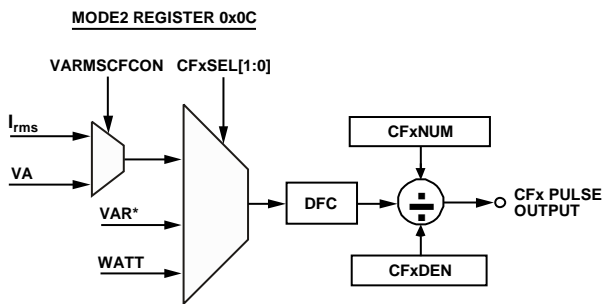 MODE2 REGISTER 0x0C
VARMSCFCON CFxSEL[1:0]
Irms
VA
VAR*
WATT
DFC
CFxNUM
÷
CFxDEN
CFx PULSE
OUTPUT